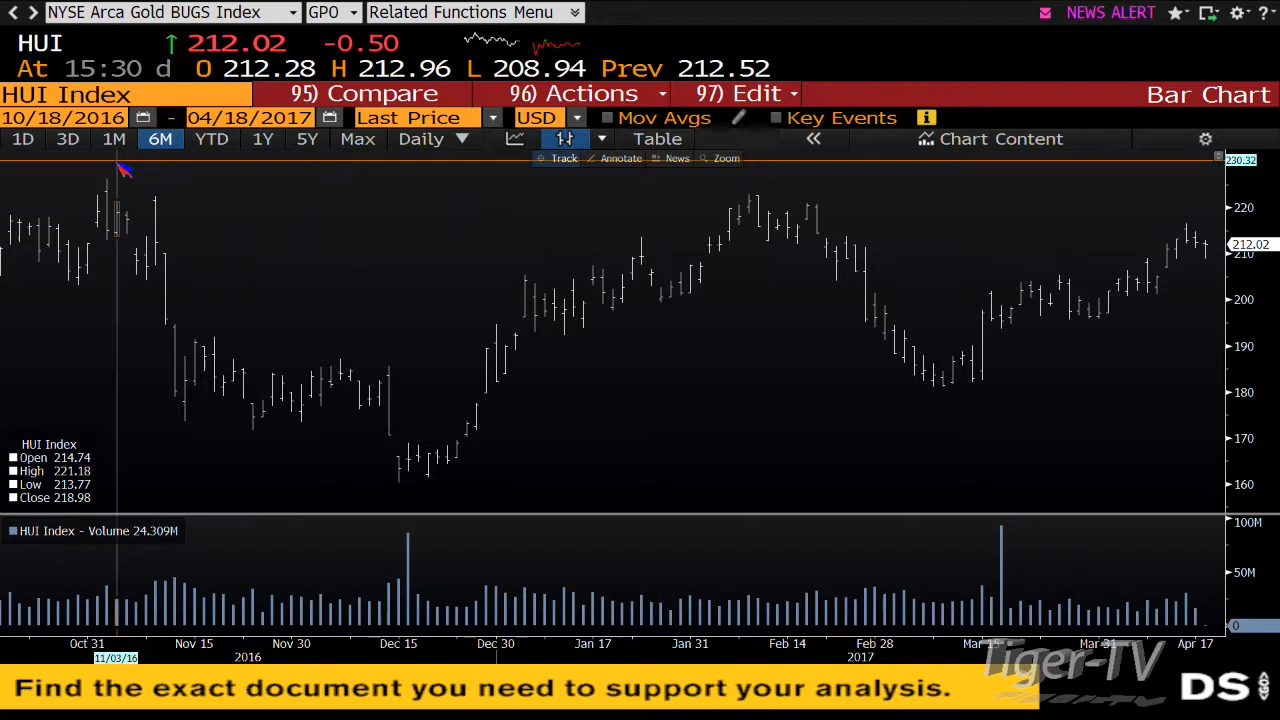 NYSE Arca Gold BUGS Index GPO Related Functions Menu NEWS ALERT ?
HUI 212.02 -0.50
At 15:30 d O 212.28 H 212.96 L 208.94 Prev 212.52
HUI Index 95) Compare 96) Actions 97) Edit Bar Chart
10/18/2016 - 04/18/2017 Last Price USD Mov Avgs Key Events
1D 3D 1M 6M YTD 1Y 5Y Max Daily Table Chart Content
Track Annotate News Zoom
230.32
220
212.02
210
200
190
180
170
160
HUI Index
Open 214.74
High 221.18
Low 213.77
Close 218.98
HUI Index - Volume 24.309M
100M
50M
0
Oct 31 Nov 15 Nov 30 Dec 15 Dec 30 Jan 17 Jan 31 Feb 14 Feb 28 Mar 15 Mar 31 Apr 17
11/03/16 2016 2017
Tiger-TV
Find the exact document you need to support your analysis. DS GO